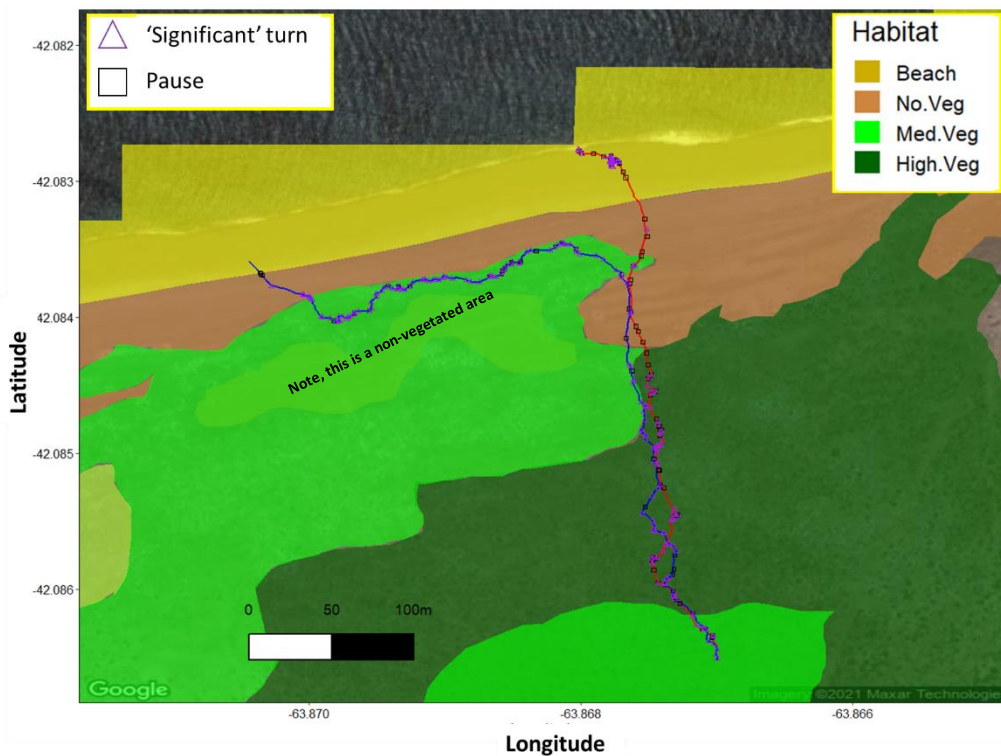 ‘Significant’ turn
Pause
Habitat
Beach
No.Veg
Med.Veg
High.Veg
-42.082
-42.083
-42.084
-42.085
-42.086
Latitude
Note, this is a non-vegetated area
0 50 100m
Google
Imagery ©2021 Maxar Technologie
-63.870 -63.868 -63.866
Longitude